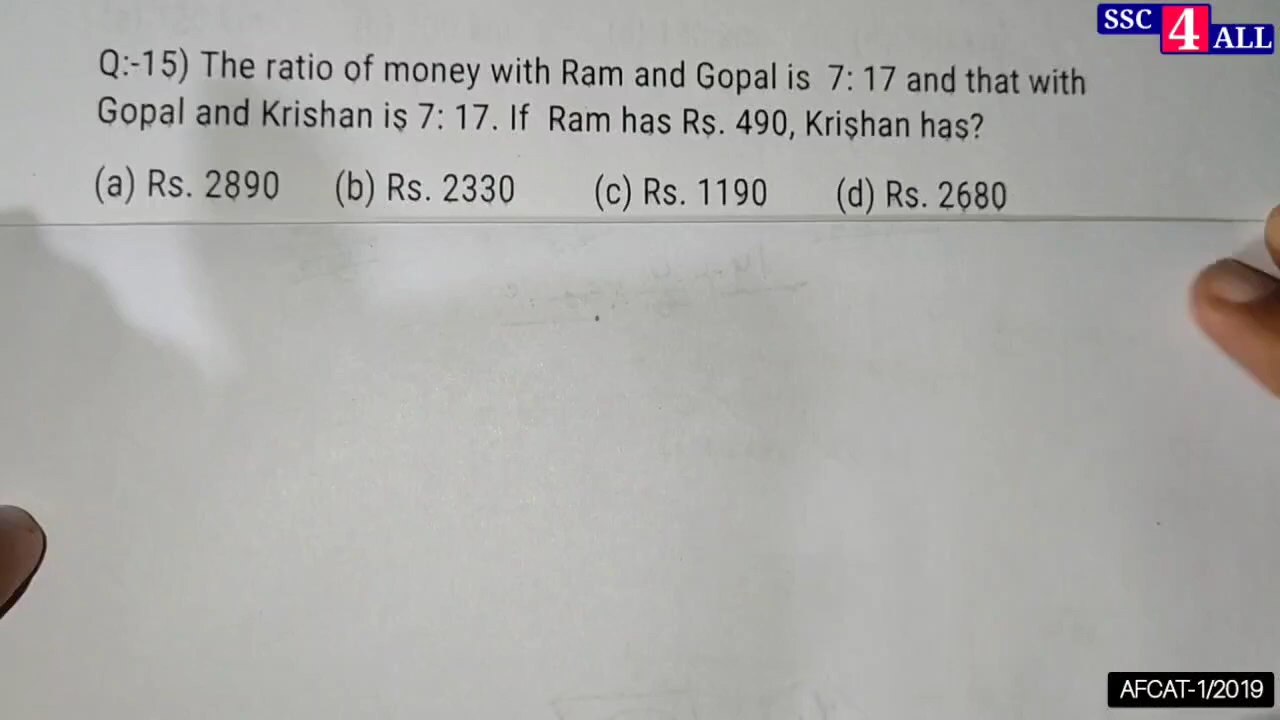 SSC 4 ALL
Q:-15) The ratio of money with Ram and Gopal is 7: 17 and that with
Gopal and Krishan is 7: 17. If Ram has Rs. 490, Krishan has?
(a) Rs. 2890 (b) Rs. 2330 (c) Rs. 1190 (d) Rs. 2680
AFCAT-1/2019